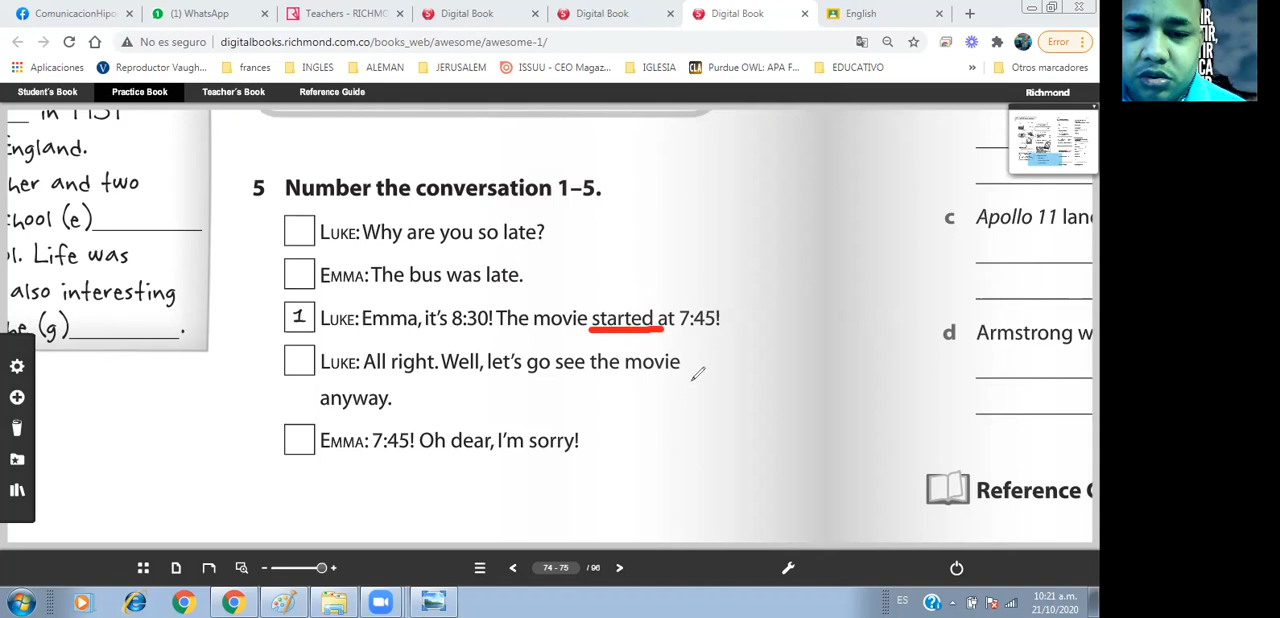 ComunicacionHipo
(1) WhatsApp
Teachers - RICHMO
Digital Book
Digital Book
Digital Book
English
No es seguro
digitalbooks.richmond.com.co/books_web/awesome/awesome-1/
Error
Aplicaciones
Reproductor Vaugh...
frances
INGLES
ALEMAN
JERUSALEM
ISSUU - CEO Magaz...
IGLESIA
Purdue OWL: APA F...
EDUCATIVO
»
Otros marcadores
Student's Book
Practice Book
Teacher's Book
Reference Guide
Richmond
England.
her and two
chool (e)
ol. Life was
also interesting
he (g) .
5 Number the conversation 1–5.
LUKE: Why are you so late?
EMMA: The bus was late.
1 LUKE: Emma, it's 8:30! The movie started at 7:45!
LUKE: All right. Well, let's go see the movie
anyway.
EMMA: 7:45! Oh dear, I'm sorry!
c Apollo 11 lan
d Armstrong w
Reference
74 - 75 / 96
ES
10:21 a.m.
21/10/2020